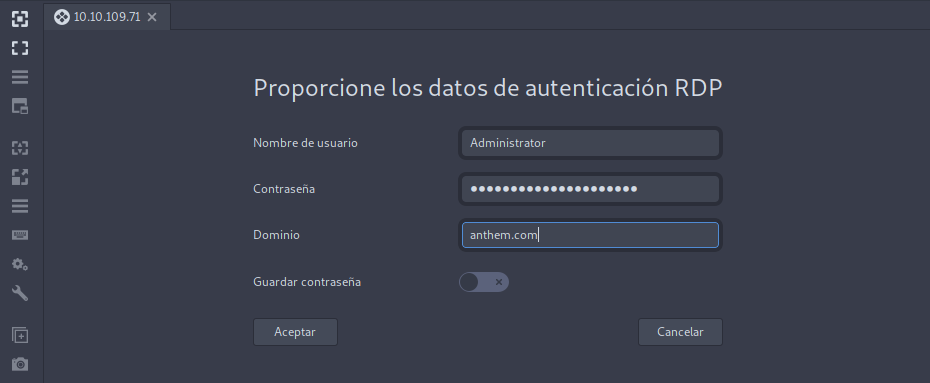 10.10.109.71
Proporcione los datos de autenticación RDP
Nombre de usuario Administrator
Contraseña ●●●●●●●●●●●●●●●●●●●●●
Dominio anthem.com
Guardar contraseña
Aceptar Cancelar